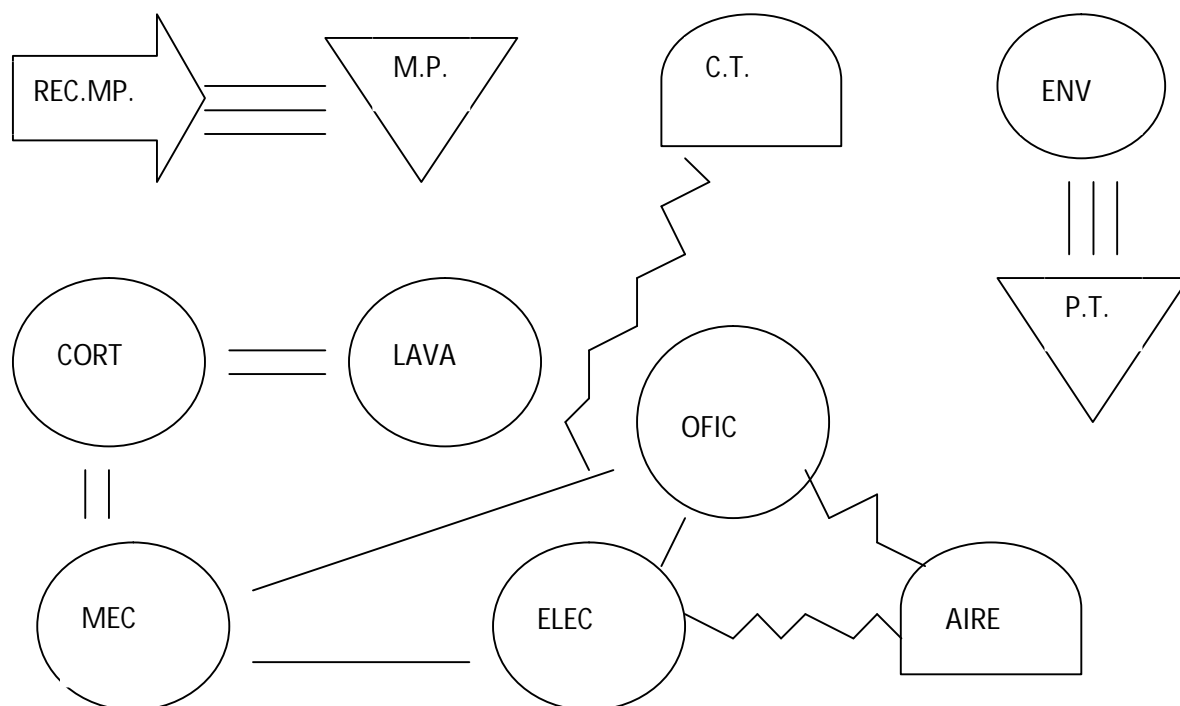 REC.MP.
M.P.
C.T.
ENV
P.T.
CORT
LAVA
OFIC
MEC
ELEC
AIRE